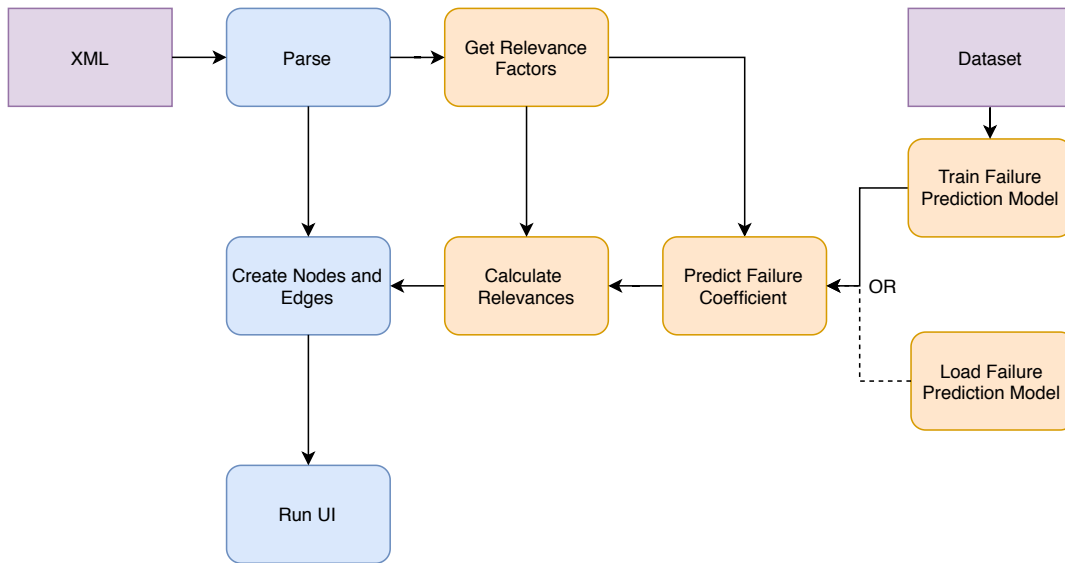 XML
Parse
Get Relevance
Factors
Dataset
Train Failure
Prediction Model
Create Nodes and
Edges
Calculate
Relevances
Predict Failure
Coefficient
OR
Load Failure
Prediction Model
Run UI